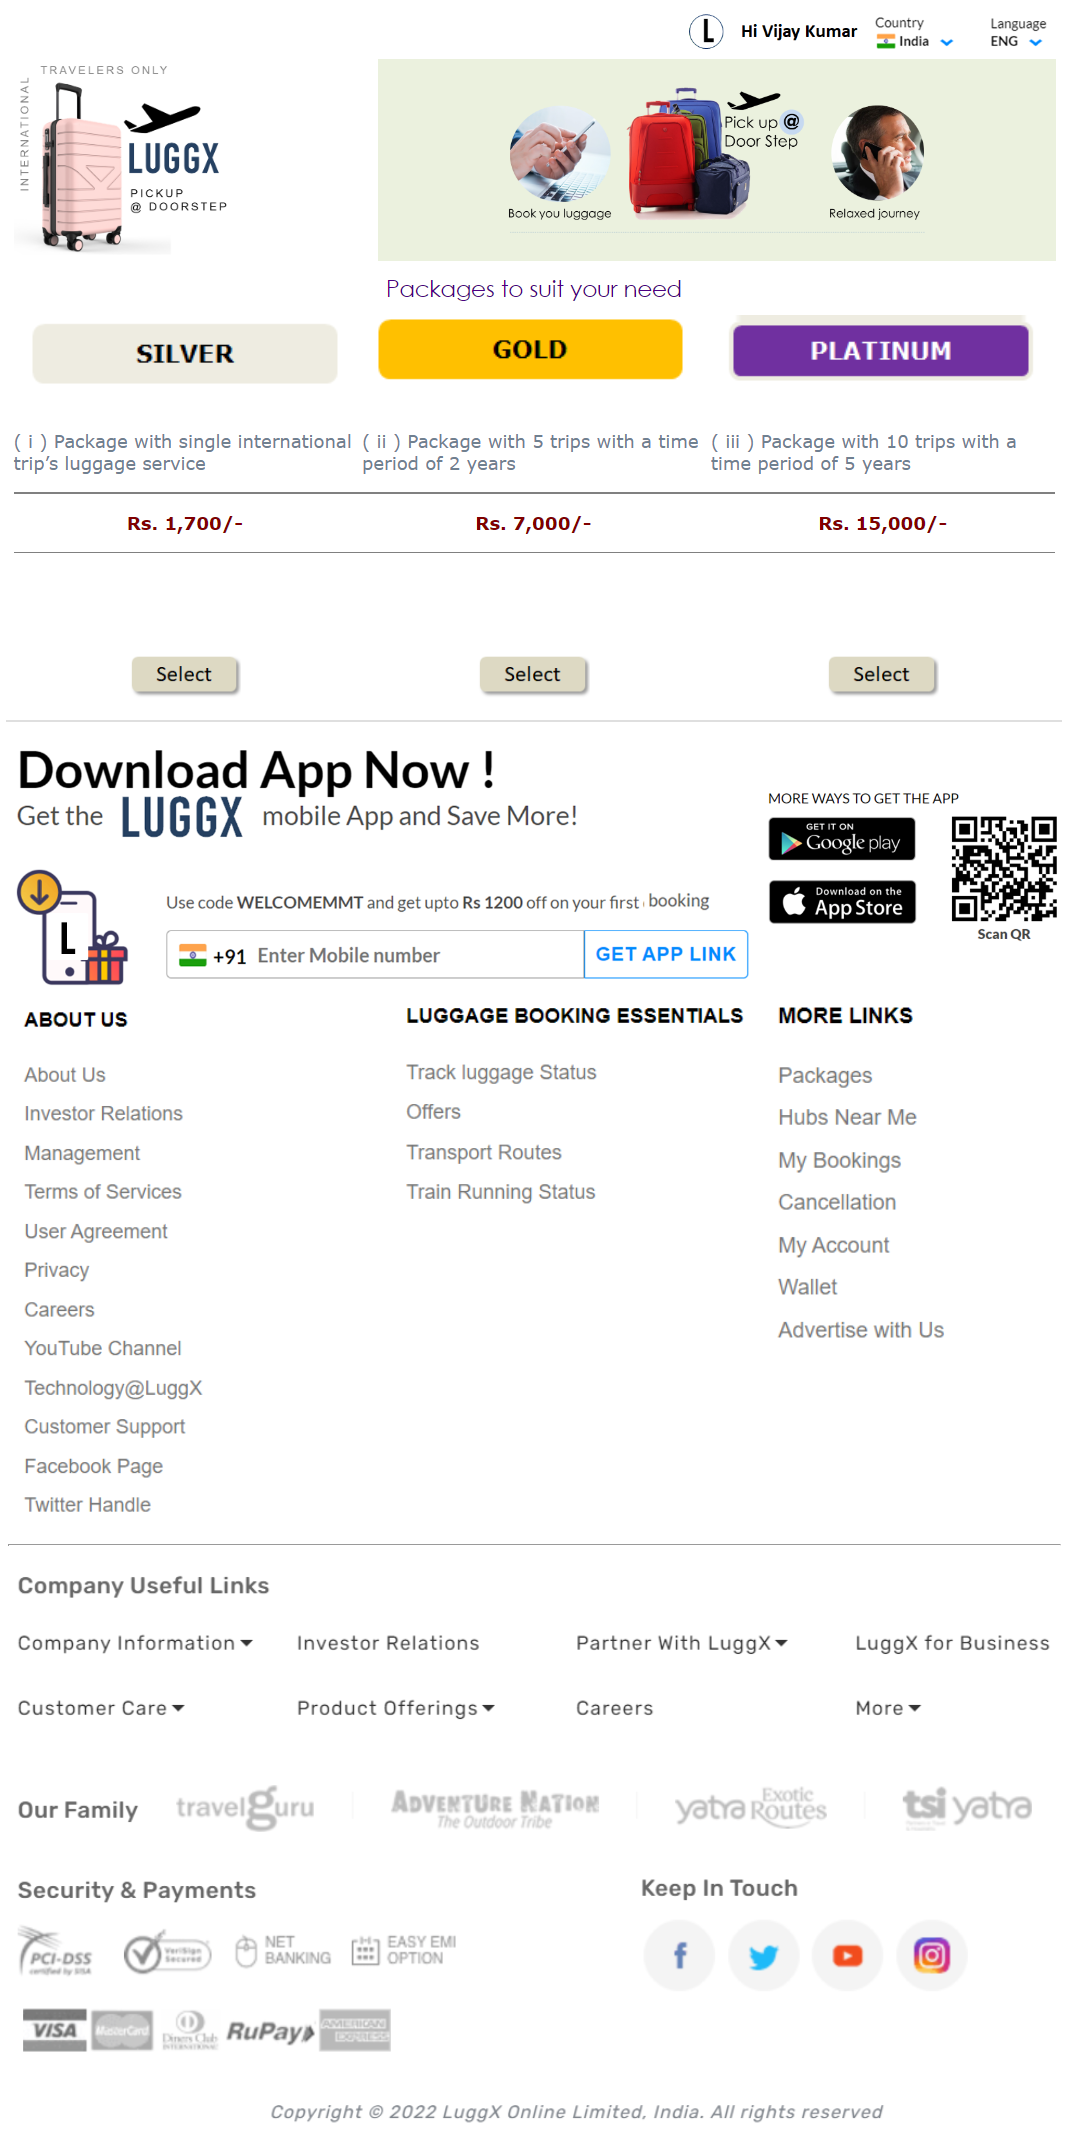 L Hi Vijay Kumar
Country
India
Language
ENG
TRAVELERS ONLY
INTERNATIONAL
LUGGX
PICKUP
@ DOORSTEP
Pick up @
Door Step
Book you luggage
Relaxed journey
Packages to suit your need
SILVER
GOLD
PLATINUM
( i ) Package with single international
trip’s luggage service
( ii ) Package with 5 trips with a time
period of 2 years
( iii ) Package with 10 trips with a
time period of 5 years
Rs. 1,700/-
Rs. 7,000/-
Rs. 15,000/-
Select
Select
Select
Download App Now !
Get the LUGGX mobile App and Save More!
MORE WAYS TO GET THE APP
GET IT ON
Google play
Download on the
App Store
Scan QR
L
Use code WELCOMEMMT and get upto Rs 1200 off on your first booking
+91 Enter Mobile number
GET APP LINK
ABOUT US
About Us
Investor Relations
Management
Terms of Services
User Agreement
Privacy
Careers
YouTube Channel
Technology@LuggX
Customer Support
Facebook Page
Twitter Handle
LUGGAGE BOOKING ESSENTIALS
Track luggage Status
Offers
Transport Routes
Train Running Status
MORE LINKS
Packages
Hubs Near Me
My Bookings
Cancellation
My Account
Wallet
Advertise with Us
Company Useful Links
Company Information
Investor Relations
Partner With LuggX
LuggX for Business
Customer Care
Product Offerings
Careers
More
Our Family
travelguru
ADVENTURE NATION
The Outdoor Tribe
yatra Exotic Routes
tsi yatra
Security & Payments
PCI-DSS
certified by VISA
VeriSign
Secured
NET
BANKING
EASY EMI
OPTION
Keep In Touch
f
VISA
MasterCard
Diners Club
INTERNATIONAL
RuPay
AMERICAN
EXPRESS
Copyright © 2022 LuggX Online Limited, India. All rights reserved